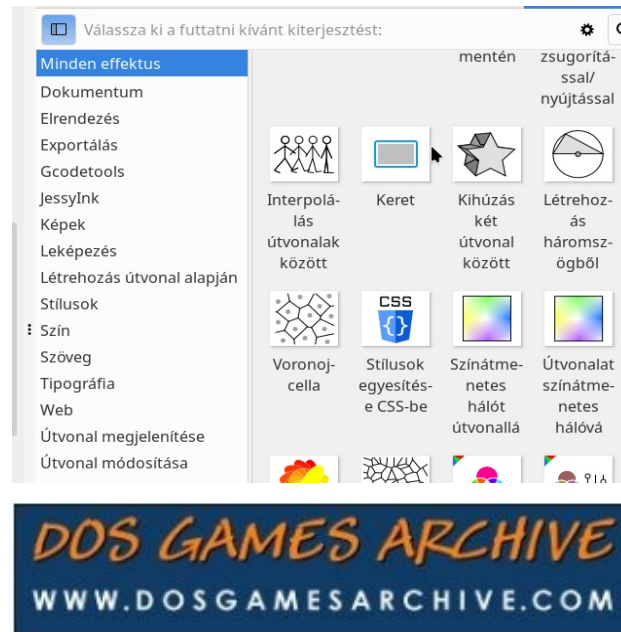 Válassza ki a futtatni kívánt kiterjesztést:
Minden effektus
Dokumentum
Elrendezés
Exportálás
Gcodetools
JessyInk
Képek
Leképezés
Létrehozás útvonal alapján
Stílusok
Szín
Szöveg
Tipográfia
Web
Útvonal megjelenítése
Útvonal módosítása
mentén
zsugorítá-
ssal/
nyújtással
Interpolá-
lás
útvonalak
között
Keret
Kihúzás
két
útvonal
között
Létrehoz-
ás
háromsz-
ögből
Voronoj-
cella
CSS
{}
Stílusok
egyesítés-
e CSS-be
Színátme-
netes
hálót
útvonallá
Útvonalat
színátme-
netes
hálóvá
DOS GAMES ARCHIVE
WWW.DOSGAMESARCHIVE.COM